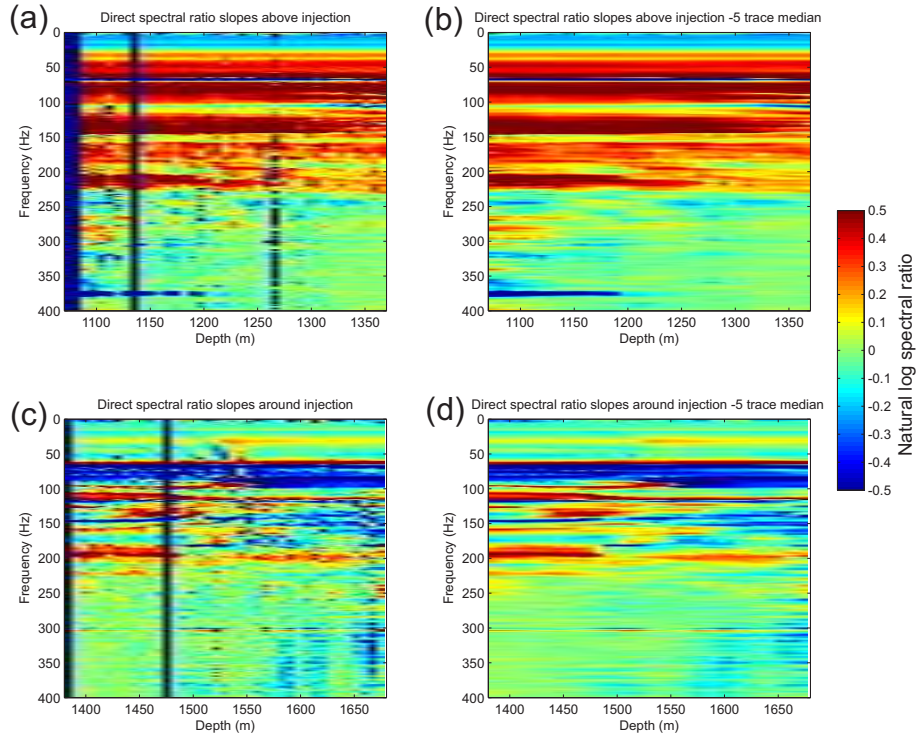 (a) Direct spectral ratio slopes above injection
0
50
100
150
200
250
300
350
400
Frequency (Hz)
1100 1150 1200 1250 1300 1350
Depth (m)
(b) Direct spectral ratio slopes above injection -5 trace median
0
50
100
150
200
250
300
350
400
Frequency (Hz)
1100 1150 1200 1250 1300 1350
Depth (m)
(c) Direct spectral ratio slopes around injection
0
50
100
150
200
250
300
350
400
Frequency (Hz)
1400 1450 1500 1550 1600 1650
Depth (m)
(d) Direct spectral ratio slopes around injection -5 trace median
0
50
100
150
200
250
300
350
400
Frequency (Hz)
1400 1450 1500 1550 1600 1650
Depth (m)
0.5
0.4
0.3
0.2
0.1
0
-0.1
-0.2
-0.3
-0.4
-0.5
Natural log spectral ratio